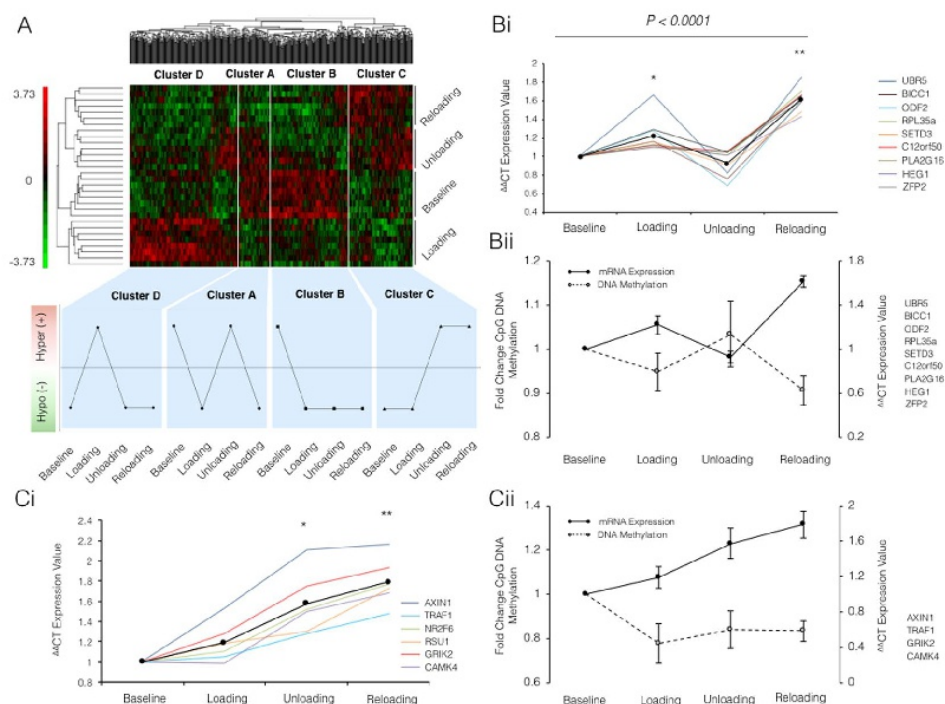 A
Cluster D
Cluster A
Cluster B
Cluster C
3.73
0
-3.73
Reloading
Unloading
Baseline
Loading
Cluster D
Cluster A
Cluster B
Cluster C
Hyper (+)
Hypo (-)
Baseline
Loading
Unloading
Reloading
Baseline
Loading
Unloading
Reloading
Baseline
Loading
Unloading
Reloading
Baseline
Loading
Unloading
Reloading
Bi
P < 0.0001
*
**
ΔΔCT Expression Value
2
1.8
1.6
1.4
1.2
1
0.8
0.6
0.4
Baseline
Loading
Unloading
Reloading
UBR5
BICC1
ODF2
RPL35a
SETD3
C12orf50
PLA2G16
HEG1
ZFP2
Bii
mRNA Expression
DNA Methylation
Fold Change CpG DNA
Methylation
1.2
1.1
1
0.9
0.8
1.8
1.4
1
0.6
0.2
ΔΔCT Expression Value
Baseline
Loading
Unloading
Reloading
UBR5
BICC1
ODF2
RPL35a
SETD3
C12orf50
PLA2G16
HEG1
ZFP2
Ci
*
**
ΔΔCT Expression Value
2.4
2.2
2
1.8
1.6
1.4
1.2
1
0.8
Baseline
Loading
Unloading
Reloading
AXIN1
TRAF1
NR2F6
RSU1
GRIK2
CAMK4
Cii
mRNA Expression
DNA Methylation
Fold Change CpG DNA
Methylation
1.4
1.2
1
0.8
0.6
2
1.6
1.2
0.8
0.4
0
ΔΔCT Expression Value
Baseline
Loading
Unloading
Reloading
AXIN1
TRAF1
GRIK2
CAMK4